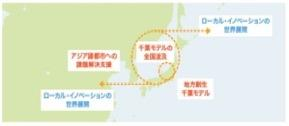 ローカル・イノベーションの
世界展開
千葉モデルの
全国波及
アジア諸都市への
課題解決支援
ローカル・イノベーションの
世界展開
地方創生
千葉モデル